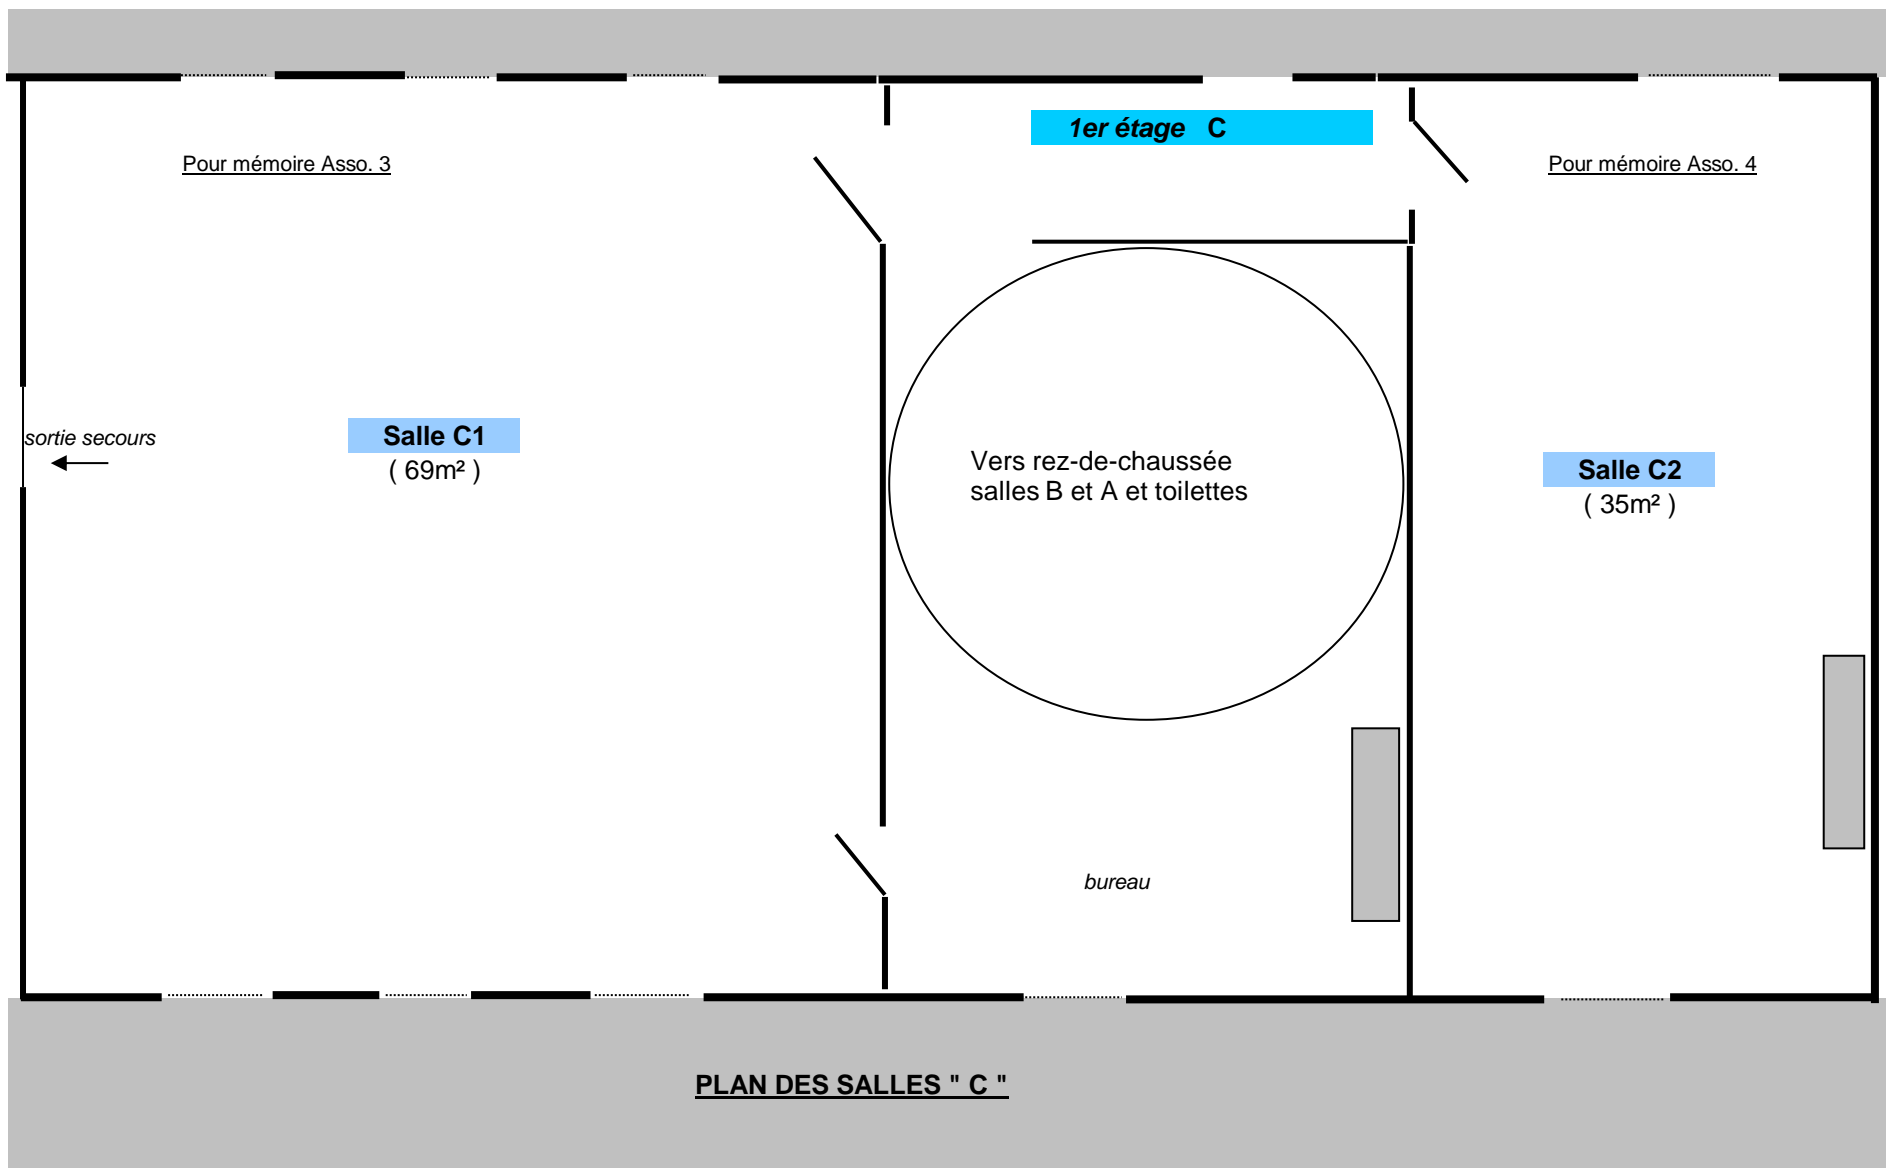 1er étage C
Pour mémoire Asso. 3
Pour mémoire Asso. 4
sortie secours
Salle C1
( 69m² )
Vers rez-de-chaussée
salles B et A et toilettes
Salle C2
( 35m² )
bureau
PLAN DES SALLES " C "